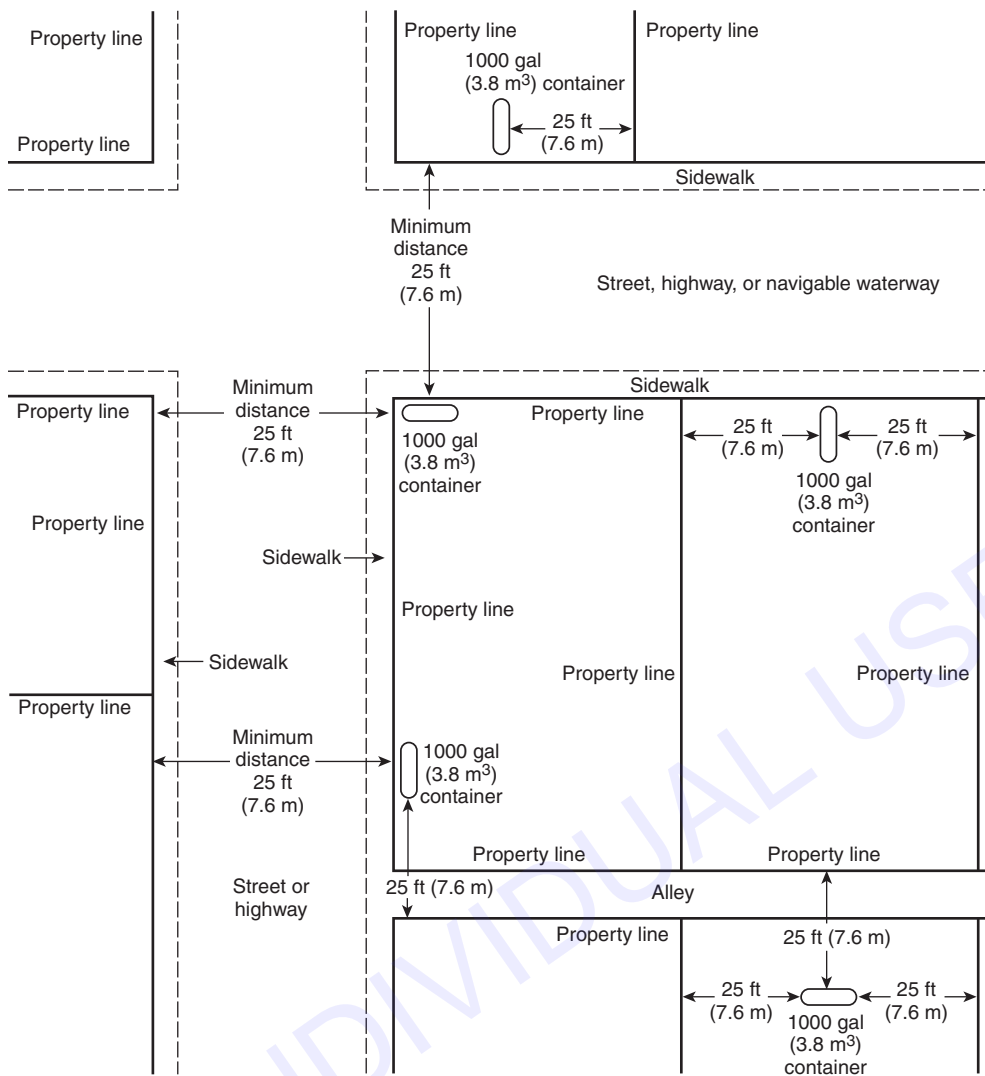 Property line
Property line
Property line
1000 gal
(3.8 m³) container
25 ft
(7.6 m)
Property line
Sidewalk
Minimum
distance
25 ft
(7.6 m)
Street, highway, or navigable waterway
Property line
Minimum
distance
25 ft
(7.6 m)
Sidewalk
Property line
1000 gal
(3.8 m³)
container
25 ft
(7.6 m)
25 ft
(7.6 m)
1000 gal
(3.8 m³)
container
Property line
Sidewalk
Property line
Sidewalk
Property line
Property line
Property line
Minimum
distance
25 ft
(7.6 m)
1000 gal
(3.8 m³)
container
Property line
Property line
Street or
highway
25 ft (7.6 m)
Alley
Property line
25 ft (7.6 m)
25 ft
(7.6 m)
25 ft
(7.6 m)
1000 gal
(3.8 m³)
container
INDIVIDUAL USE